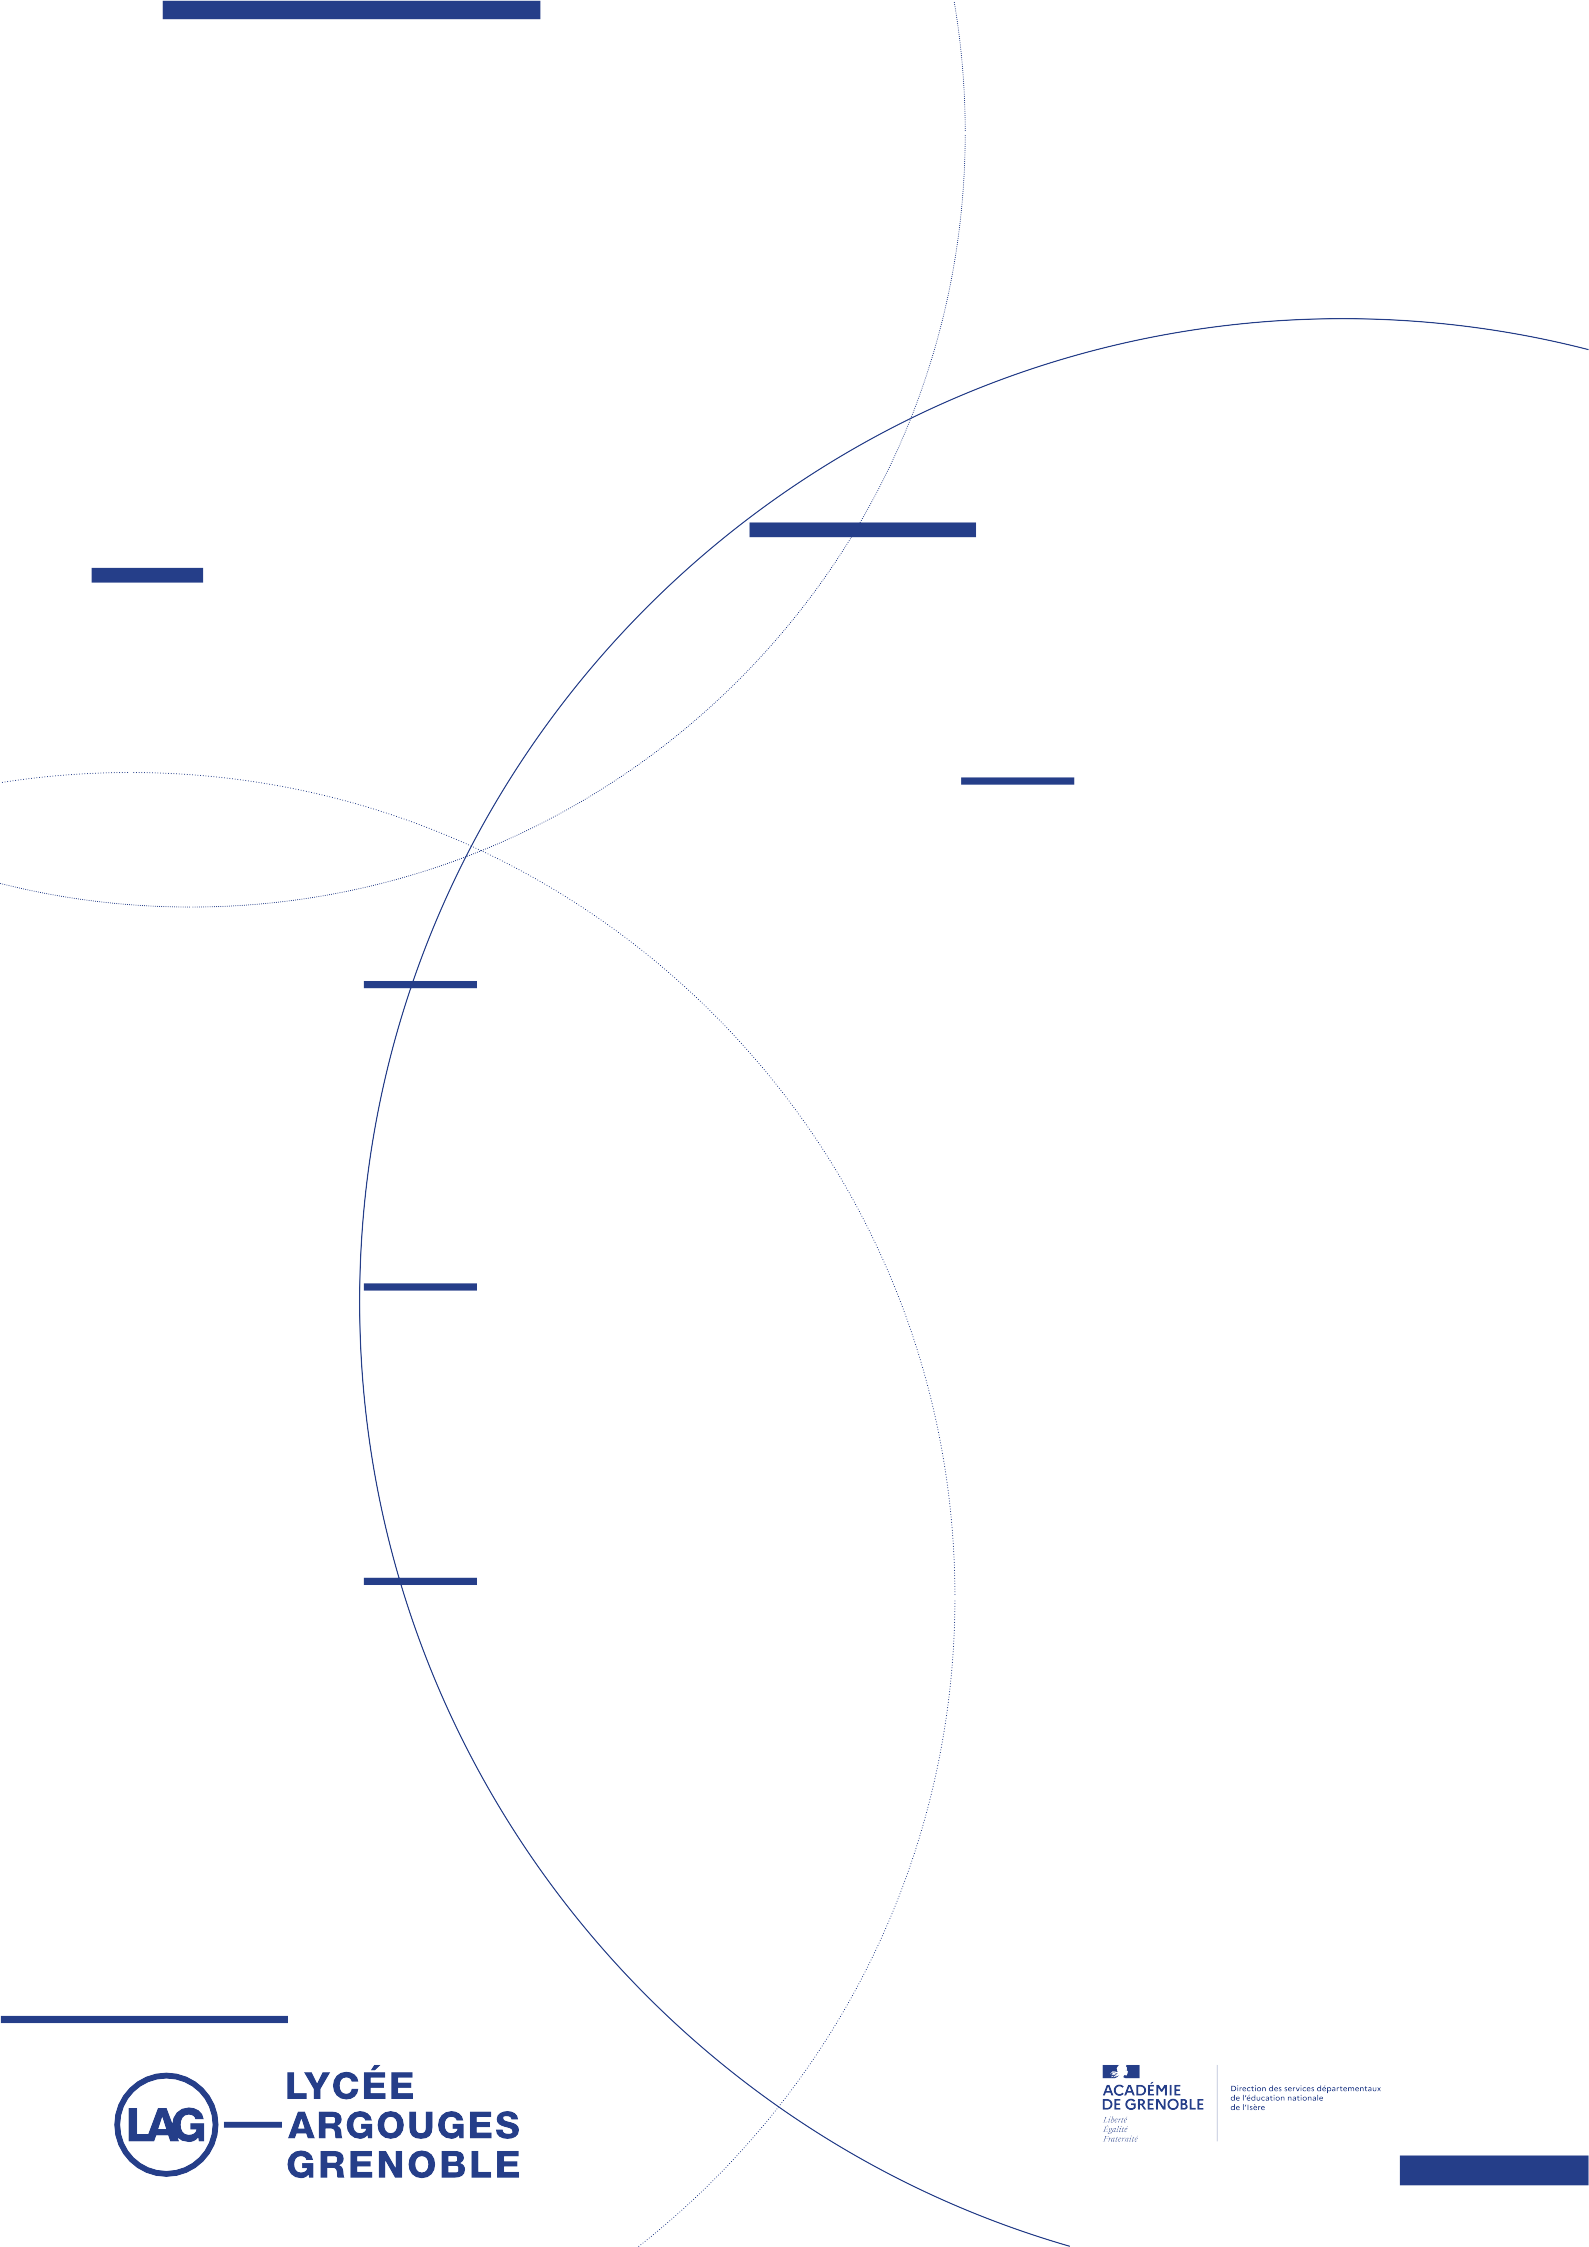 LAG
LYCÉE
ARGOUGES
GRENOBLE
ACADÉMIE
DE GRENOBLE
Liberté
Égalité
Fraternité
Direction des services départementaux
de l'éducation nationale
de l'Isère